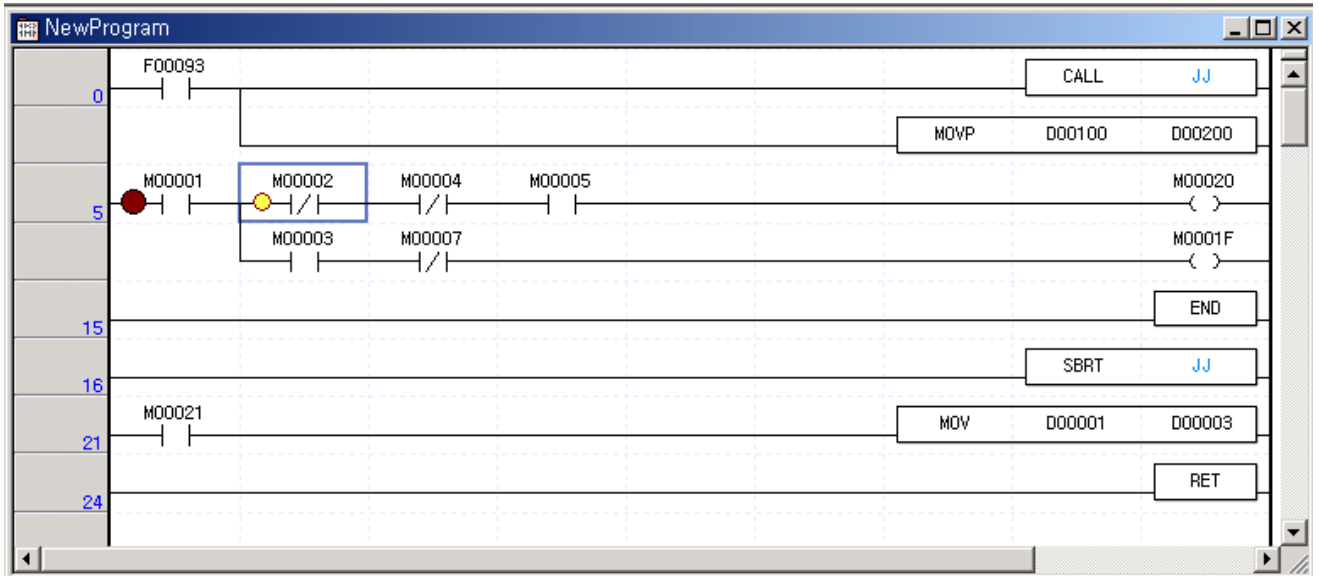 NewProgram
F00093
CALL JJ
0
MOVP D00100 D00200
M00001 M00002 M00004 M00005 M00020
5
M00003 M00007 M0001F
END
15
SBRT JJ
16
M00021
MOV D00001 D00003
21
RET
24